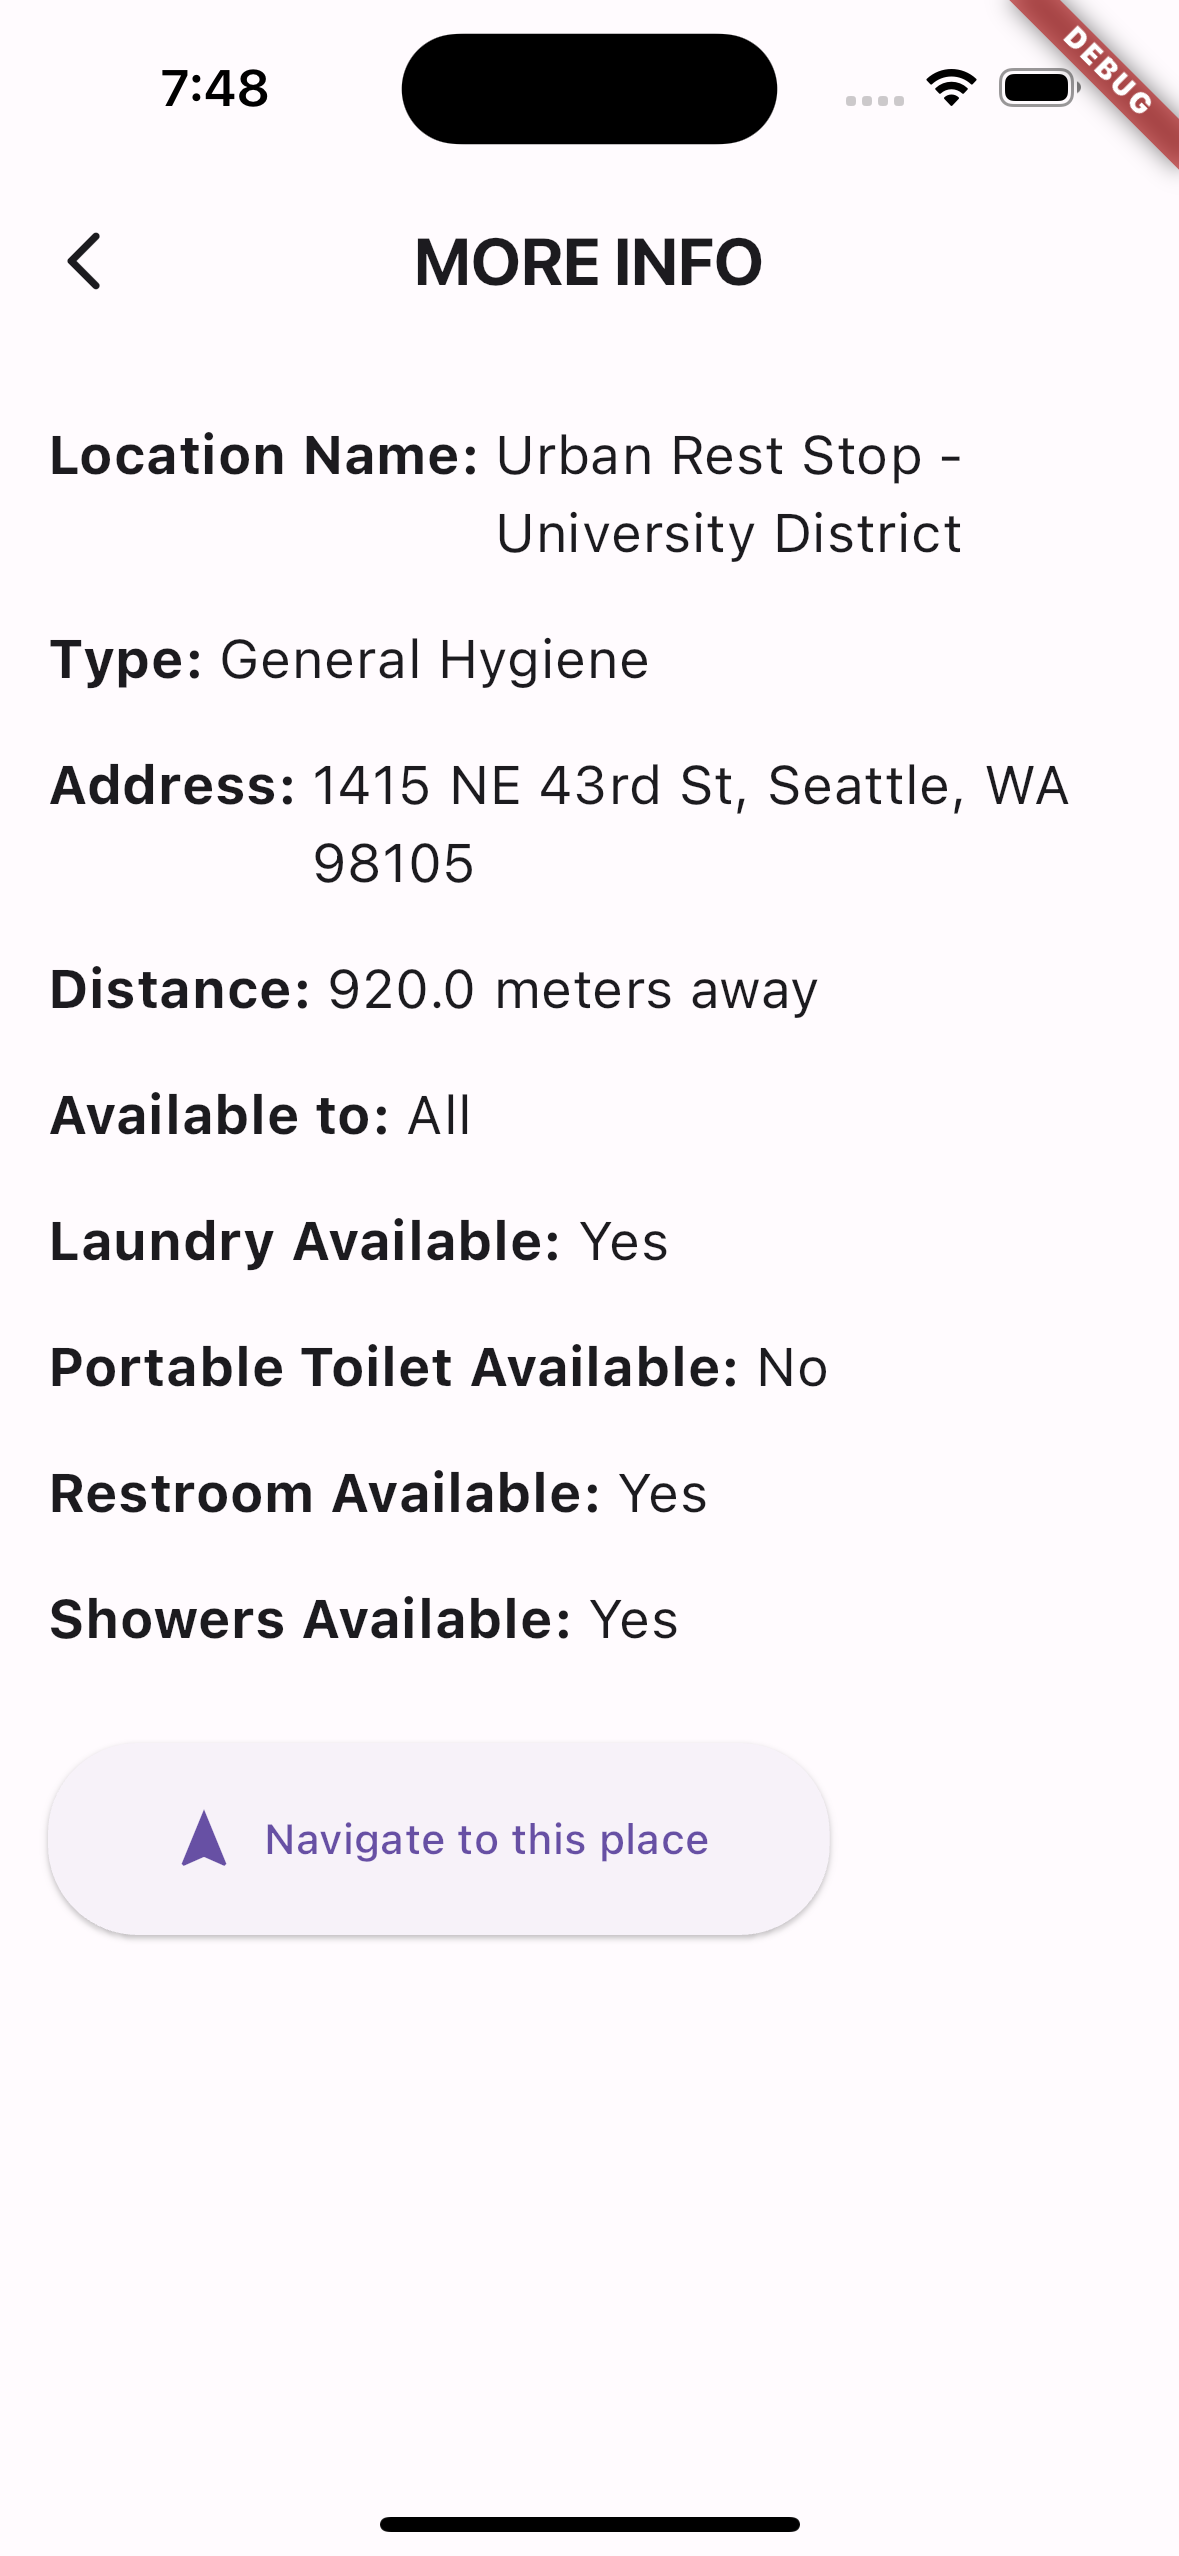 7:48
DEBUG
MORE INFO
Location Name: Urban Rest Stop -
University District
Type: General Hygiene
Address: 1415 NE 43rd St, Seattle, WA
98105
Distance: 920.0 meters away
Available to: All
Laundry Available: Yes
Portable Toilet Available: No
Restroom Available: Yes
Showers Available: Yes
Navigate to this place